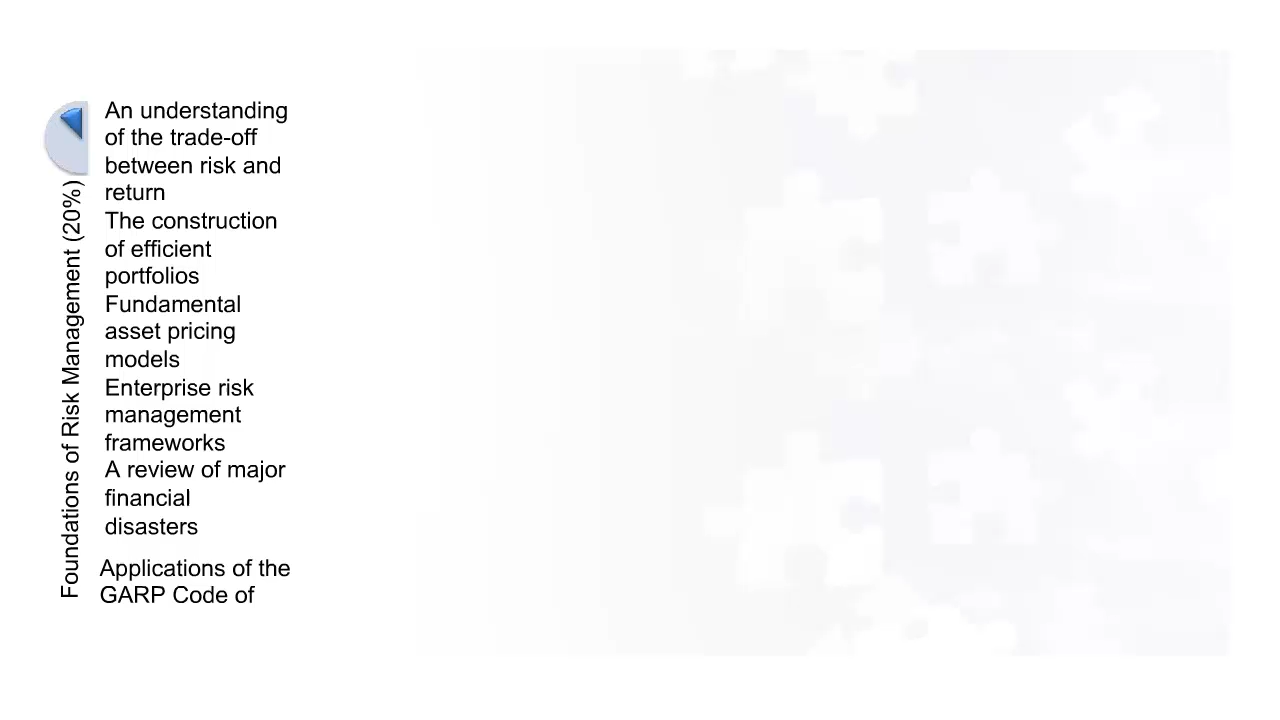 Foundations of Risk Management (20%)
An understanding
of the trade-off
between risk and
return
The construction
of efficient
portfolios
Fundamental
asset pricing
models
Enterprise risk
management
frameworks
A review of major
financial
disasters
Applications of the
GARP Code of